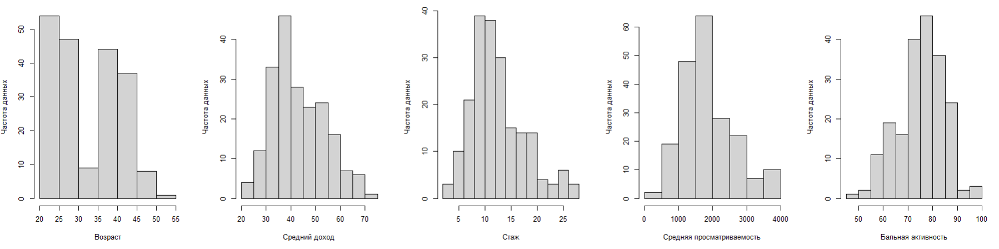 Частота данных
0 10 20 30 40 50
20 25 30 35 40 45 50 55
Возраст
Частота данных
0 10 20 30 40
20 30 40 50 60 70
Средний доход
Частота данных
0 10 20 30 40
5 10 15 20 25
Стаж
Частота данных
0 10 20 30 40 50 60
0 1000 2000 3000 4000
Средняя просматриваемость
Частота данных
0 10 20 30 40
50 60 70 80 90 100
Бальная активность